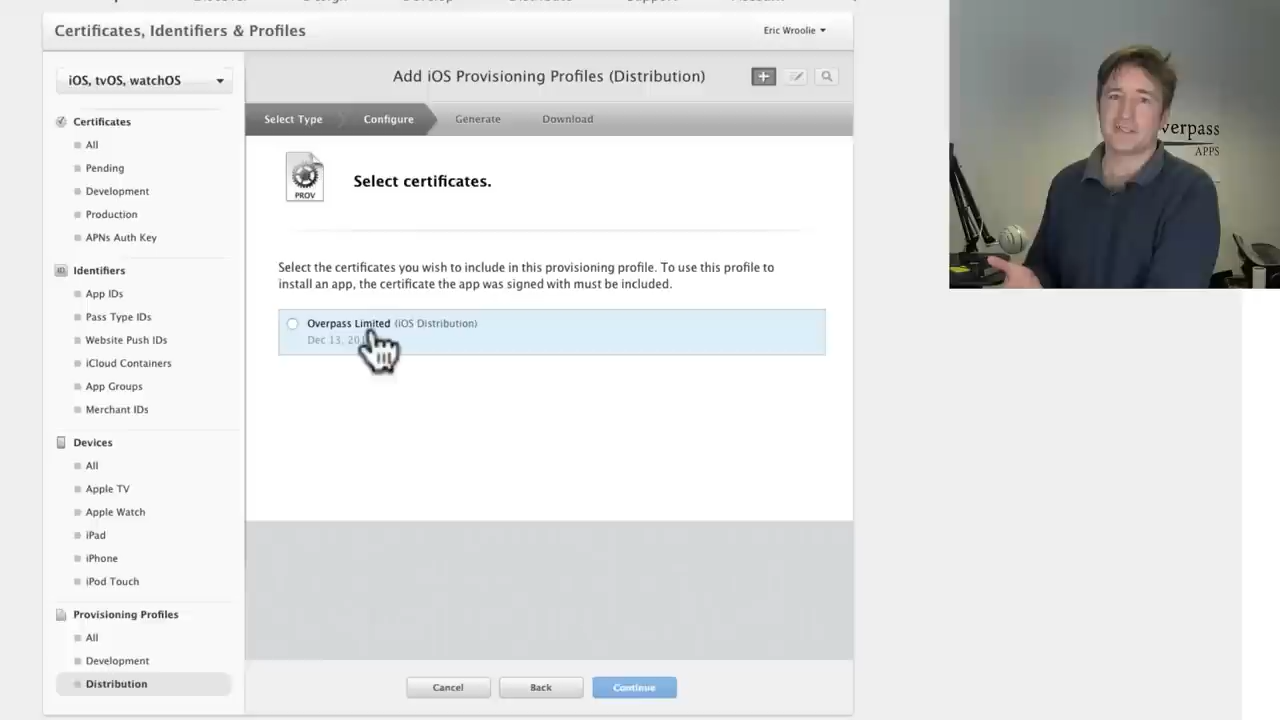 Certificates, Identifiers & Profiles
Eric Wroolie
iOS, tvOS, watchOS
Add iOS Provisioning Profiles (Distribution)
Select Type
Configure
Generate
Download
Certificates
All
Pending
Development
Production
APNs Auth Key
Identifiers
App IDs
Pass Type IDs
Website Push IDs
iCloud Containers
App Groups
Merchant IDs
Devices
All
Apple TV
Apple Watch
iPad
iPhone
iPod Touch
Provisioning Profiles
All
Development
Distribution
PROV
Select certificates.
Select the certificates you wish to include in this provisioning profile. To use this profile to
install an app, the certificate the app was signed with must be included.
Overpass Limited (iOS Distribution)
Dec 13, 20
Cancel
Back
Continue
verpass
APPS